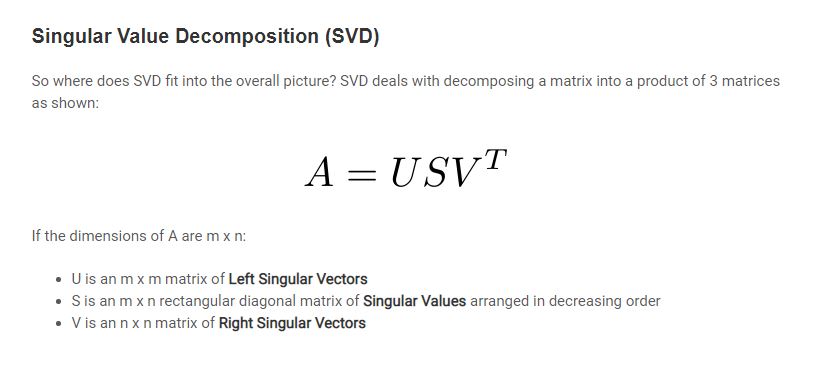 Singular Value Decomposition (SVD)
So where does SVD fit into the overall picture? SVD deals with decomposing a matrix into a product of 3 matrices
as shown:
A = USV^T
If the dimensions of A are m x n:
• U is an m x m matrix of Left Singular Vectors
• S is an m x n rectangular diagonal matrix of Singular Values arranged in decreasing order
• V is an n x n matrix of Right Singular Vectors